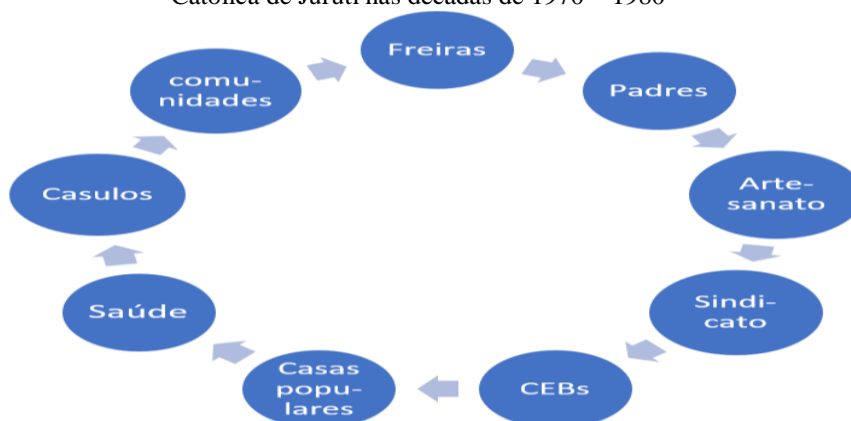 Católica de Juruti nas décadas de 1970 – 1980
Freiras
Padres
Arte-
sanato
Sindi-
cato
CEBs
Casas
popu-
lares
Saúde
Casulos
comu-
nidades